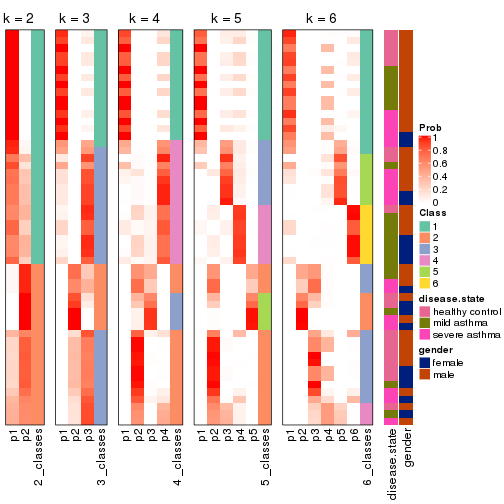 k = 2
k = 3
k = 4
k = 5
k = 6
p1
p2
2_classes
p1
p2
p3
3_classes
p1
p2
p3
p4
4_classes
p1
p2
p3
p4
p5
5_classes
p1
p2
p3
p4
p5
p6
6_classes
disease.state
gender
Prob
1
0.8
0.6
0.4
0.2
0
Class
1
2
3
4
5
6
disease.state
healthy control
mild asthma
severe asthma
gender
female
male